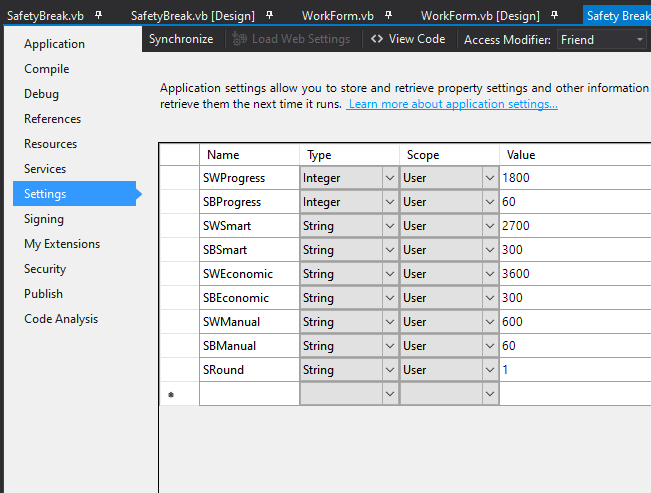 SafetyBreak.vb SafetyBreak.vb [Design] WorkForm.vb WorkForm.vb [Design] Safety Break
Synchronize Load Web Settings View Code Access Modifier: Friend
Application
Compile
Debug
References
Resources
Services
Settings
Signing
My Extensions
Security
Publish
Code Analysis
Application settings allow you to store and retrieve property settings and other information
retrieve them the next time it runs. Learn more about application settings...
Name Type Scope Value
SWProgress Integer User 1800
SBProgress Integer User 60
SWSmart String User 2700
SBSmart String User 300
SWEconomic String User 3600
SBEconomic String User 300
SWManual String User 600
SBManual String User 60
SRound String User 1
*